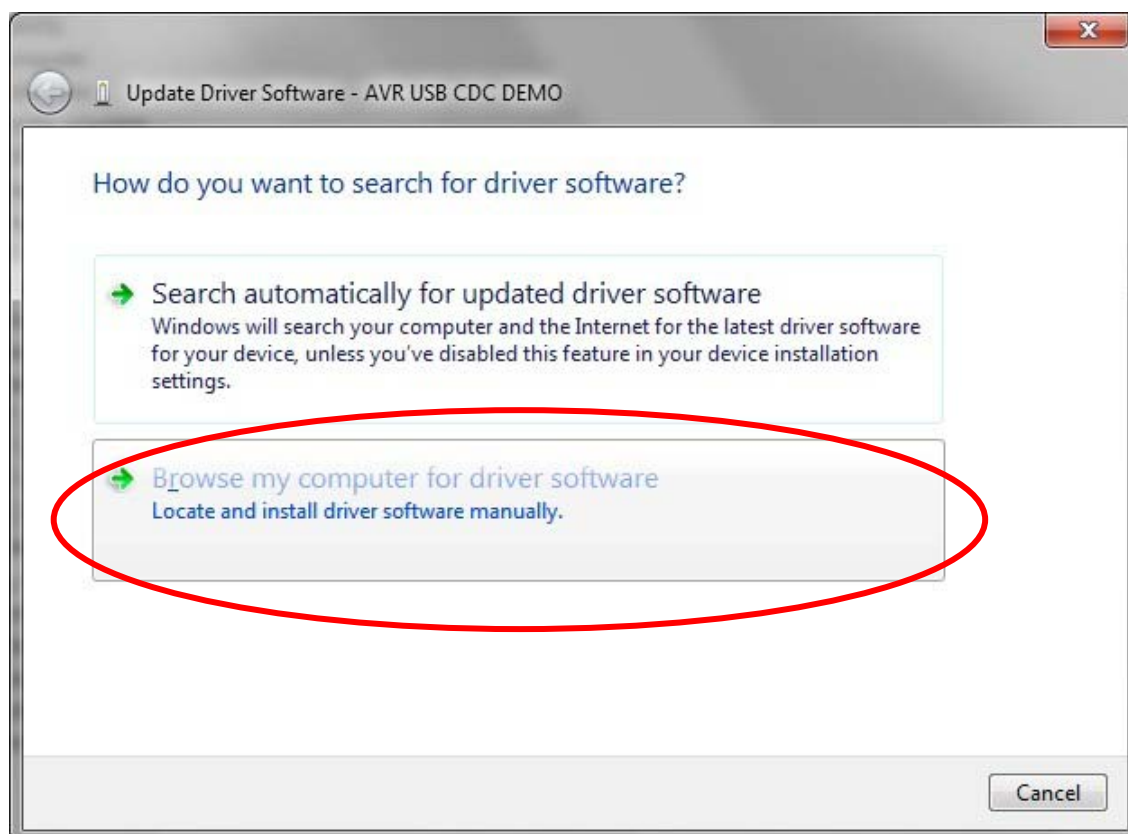 Update Driver Software - AVR USB CDC DEMO
How do you want to search for driver software?
Search automatically for updated driver software
Windows will search your computer and the Internet for the latest driver software
for your device, unless you've disabled this feature in your device installation
settings.
Browse my computer for driver software
Locate and install driver software manually.
Cancel